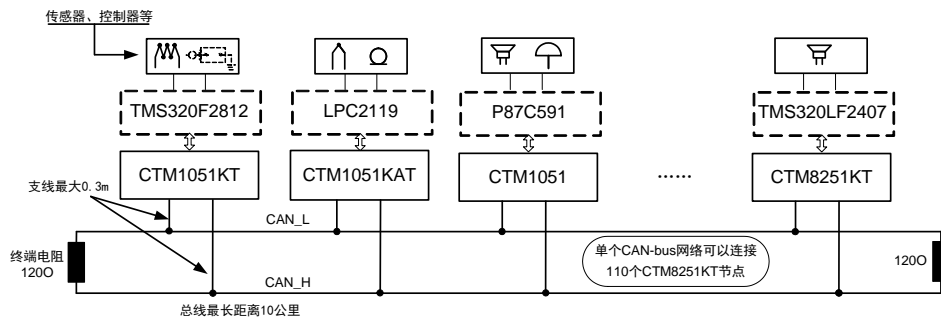 传感器、控制器等
TMS320F2812
LPC2119
P87C591
TMS320LF2407
CTM1051KT
CTM1051KAT
CTM1051
……
CTM8251KT
支线最大0.3m
CAN_L
终端电阻
120O
单个CAN-bus网络可以连接
110个CTM8251KT节点
120O
CAN_H
总线最长距离10公里